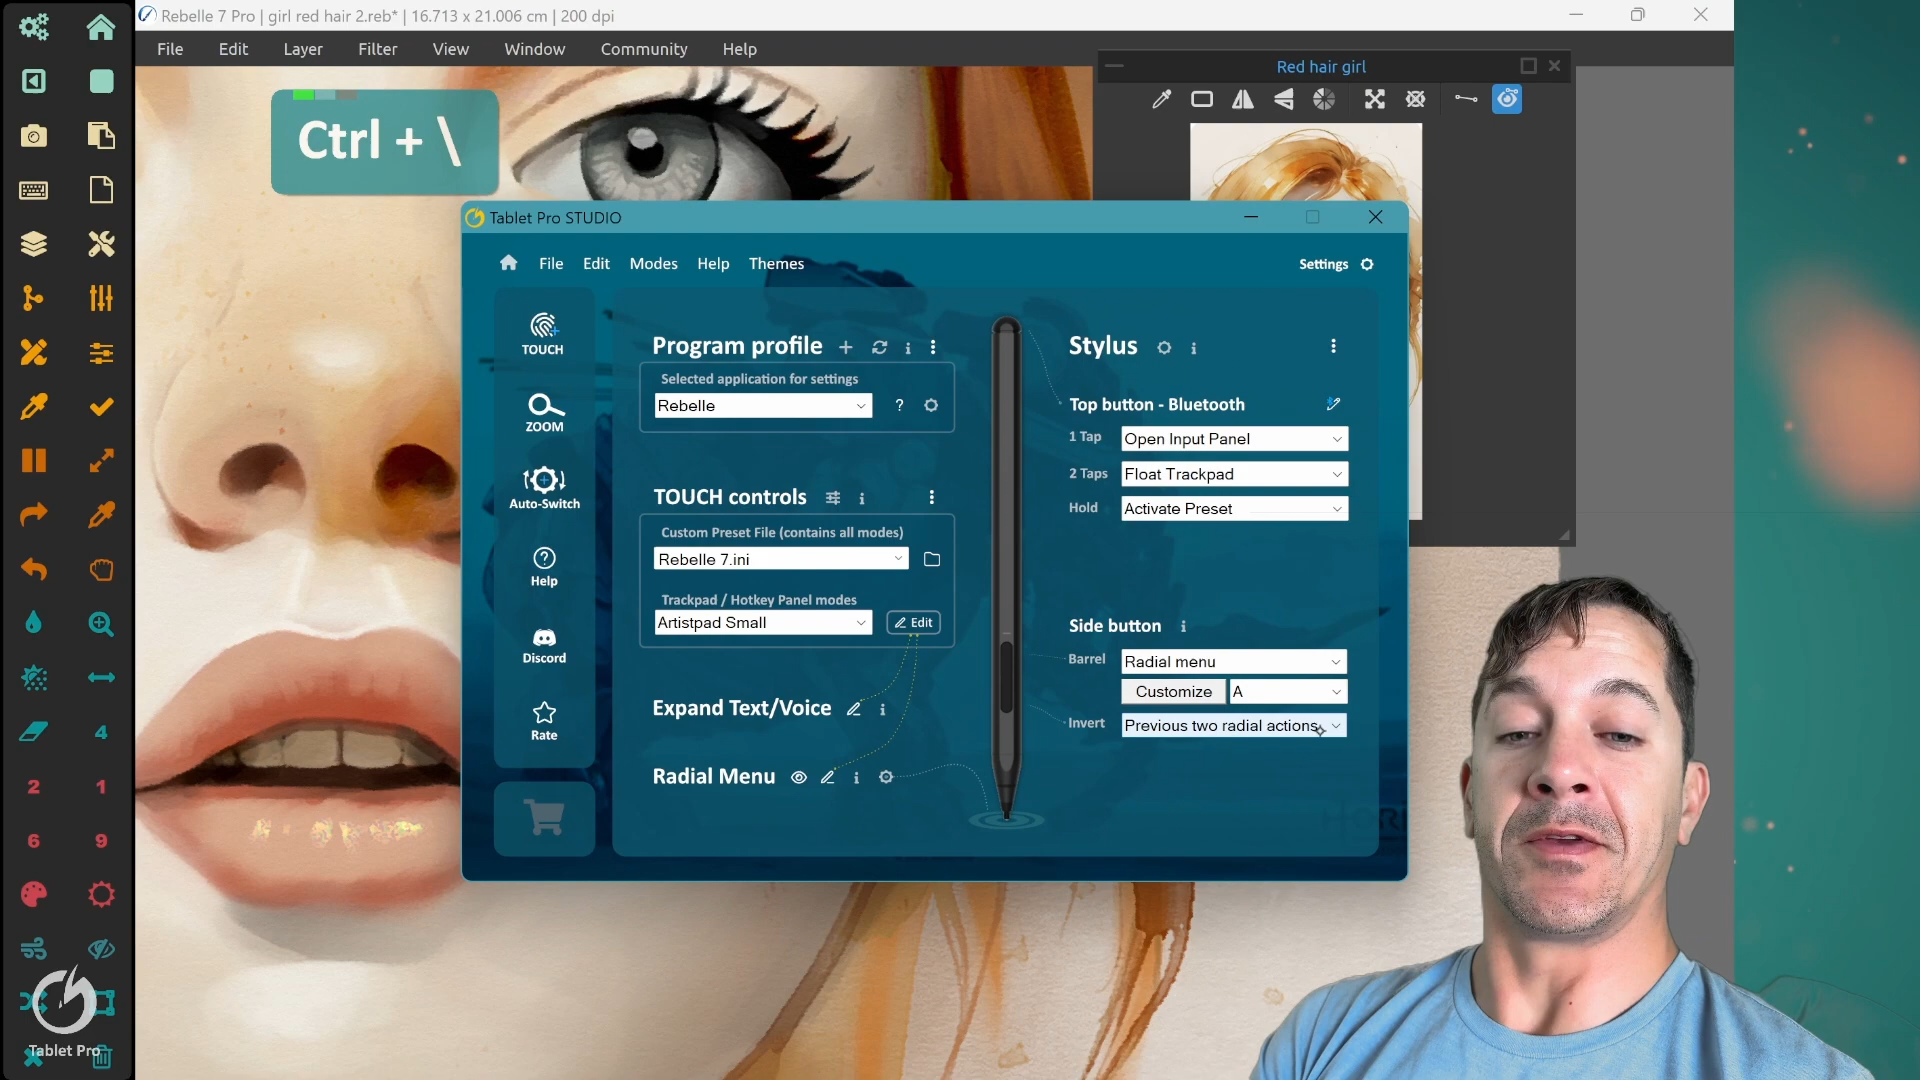 Rebelle 7 Pro | girl red hair 2.reb* | 16.713 x 21.006 cm | 200 dpi
File Edit Layer Filter View Window Community Help
Red hair girl
Ctrl + \
Tablet Pro STUDIO
File Edit Modes Help Themes
Settings
TOUCH
ZOOM
Auto-Switch
Help
Discord
Rate
Program profile
Selected application for settings
Rebelle
?
TOUCH controls
Custom Preset File (contains all modes)
Rebelle 7.ini
Trackpad / Hotkey Panel modes
Artistpad Small
Edit
Expand Text/Voice
Radial Menu
Stylus
Top button - Bluetooth
1 Tap Open Input Panel
2 Taps Float Trackpad
Hold Activate Preset
Side button
Barrel Radial menu
Customize A
Invert Previous two radial actions
4
2 1
6 9
Tablet Pro